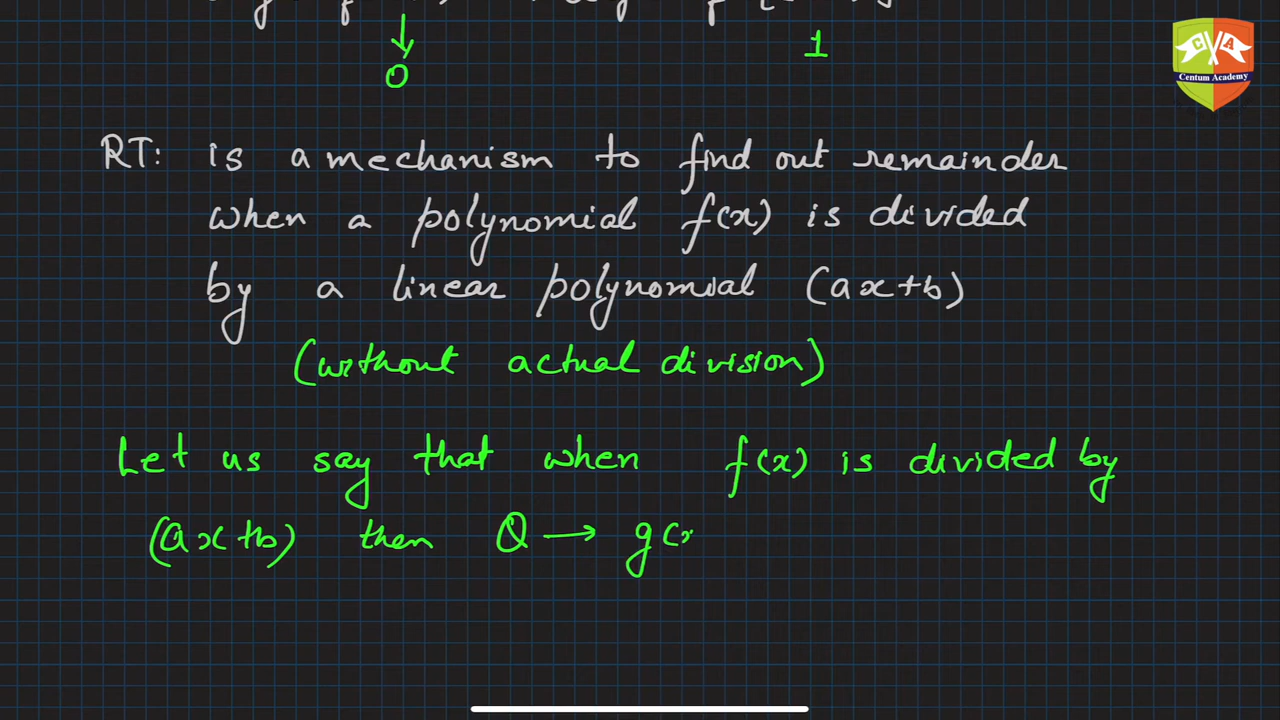 0 1
C A
Centum Academy
RT: is a mechanism to find out remainder
when a polynomial f(x) is divided
by a linear polynomial (ax+b)
(without actual division)
Let us say that when f(x) is divided by
(ax+b) then Q → g(x